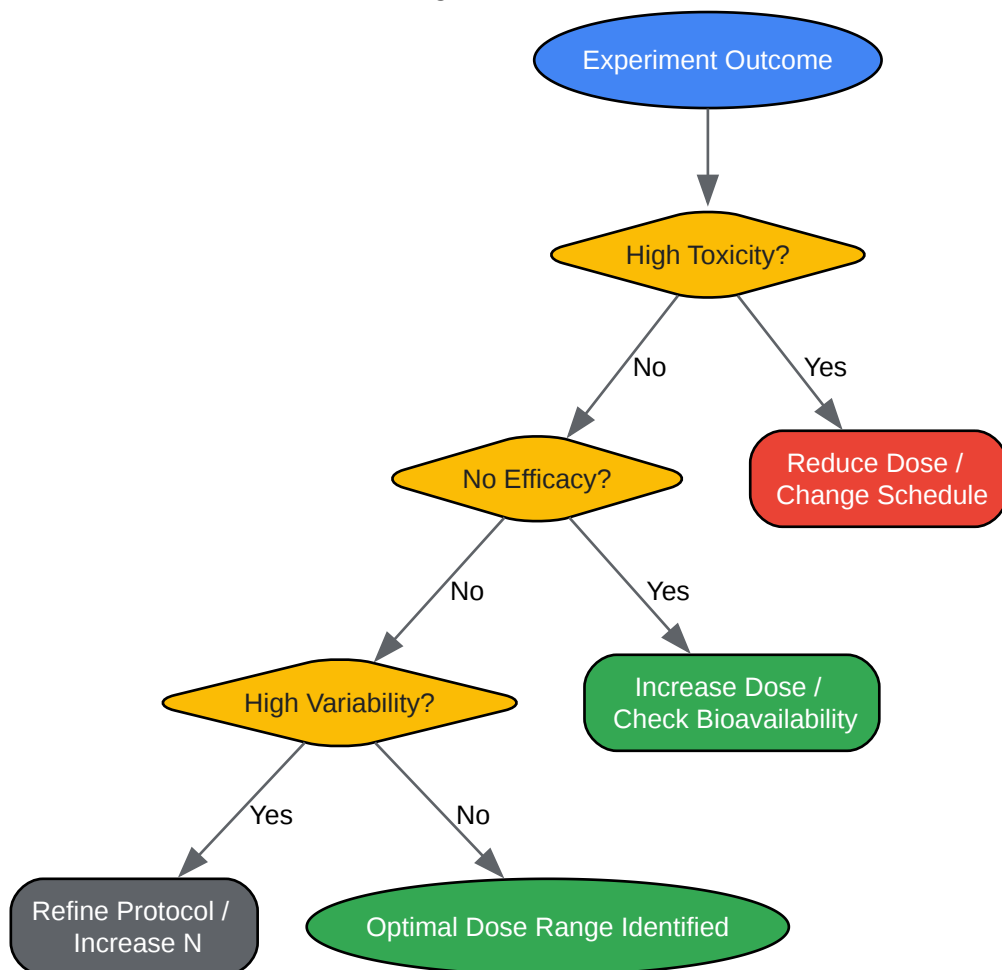 Experiment Outcome
High Toxicity?
No
Yes
Reduce Dose /
Change Schedule
No Efficacy?
No
Yes
Increase Dose /
Check Bioavailability
High Variability?
Yes
No
Refine Protocol /
Increase N
Optimal Dose Range Identified